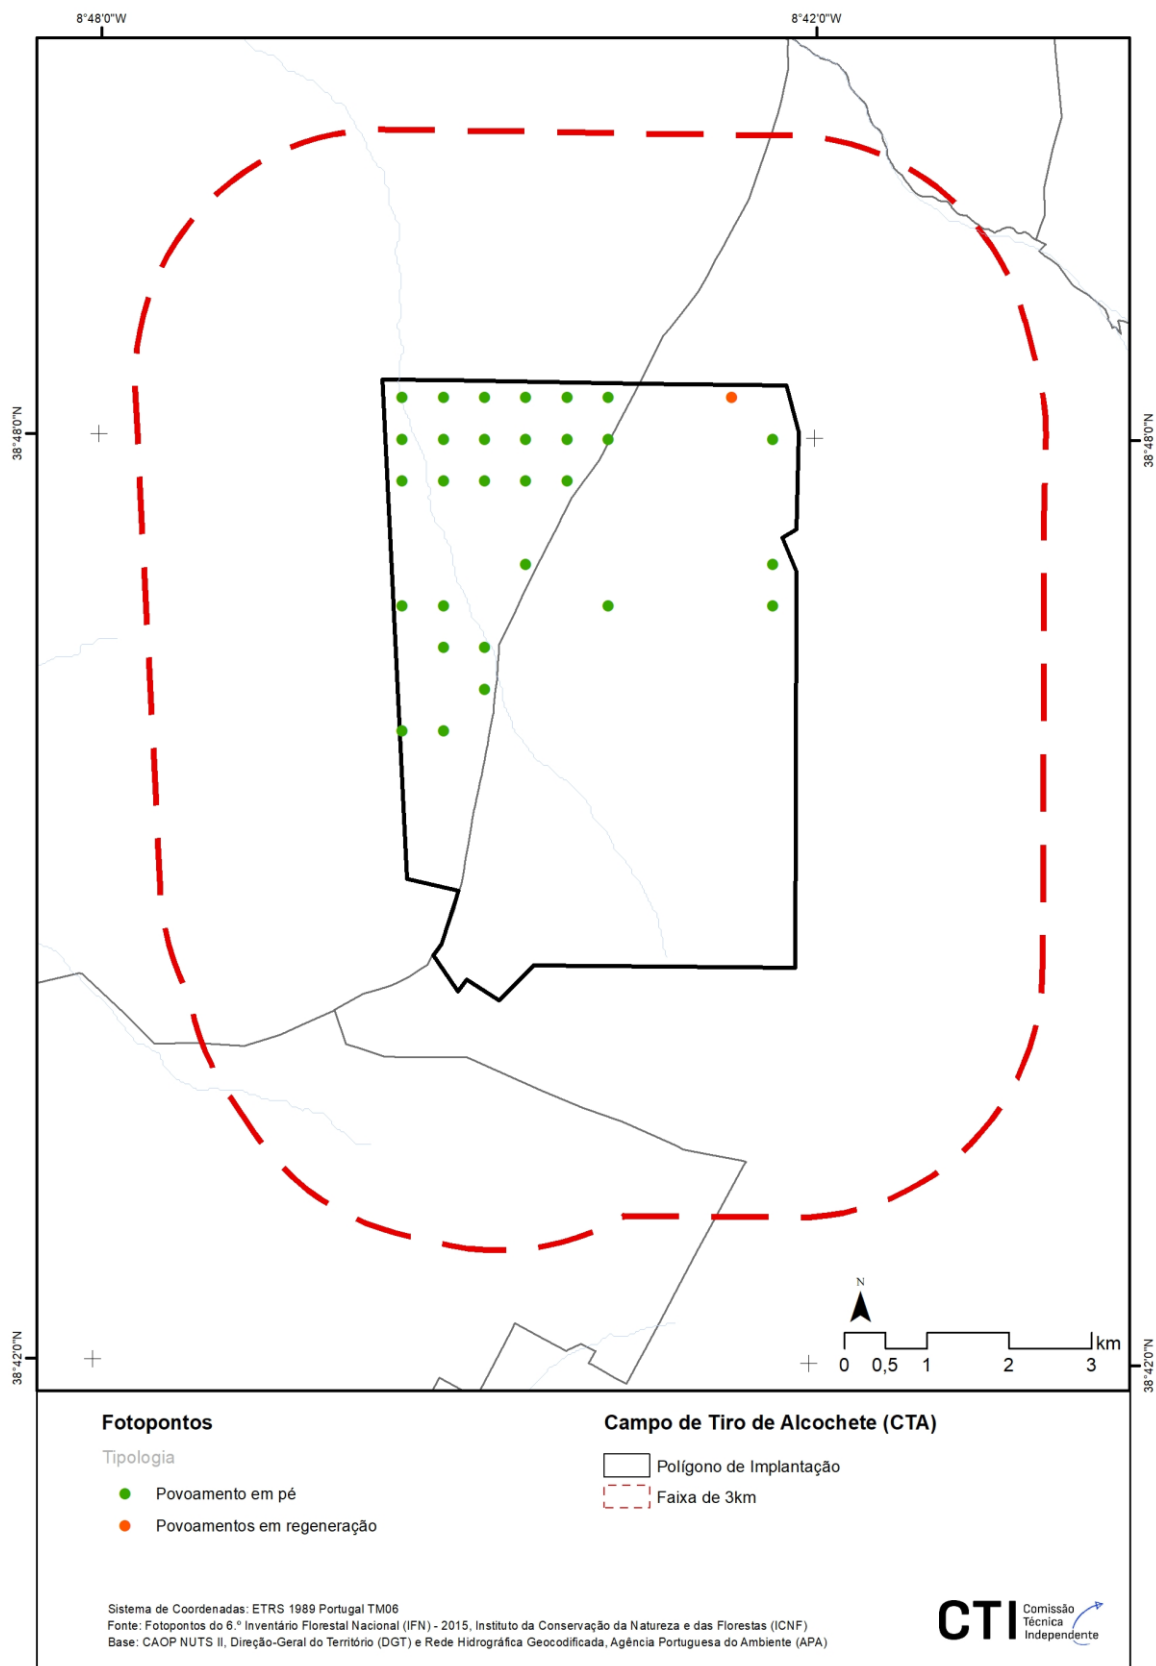 8°48'0"W
8°42'0"W
38°48'0"N
38°48'0"N
38°42'0"N
38°42'0"N
N
km
0 0,5 1 2 3
Fotopontos
Tipologia
Povoamento em pé
Povoamentos em regeneração
Campo de Tiro de Alcochete (CTA)
Polígono de Implantação
Faixa de 3km
Sistema de Coordenadas: ETRS 1989 Portugal TM06
Fonte: Fotopontos do 6.º Inventário Florestal Nacional (IFN) - 2015, Instituto da Conservação da Natureza e das Florestas (ICNF)
Base: CAOP NUTS II, Direção-Geral do Território (DGT) e Rede Hidrográfica Geocodificada, Agência Portuguesa do Ambiente (APA)
CTI
Comissão
Técnica
Independente